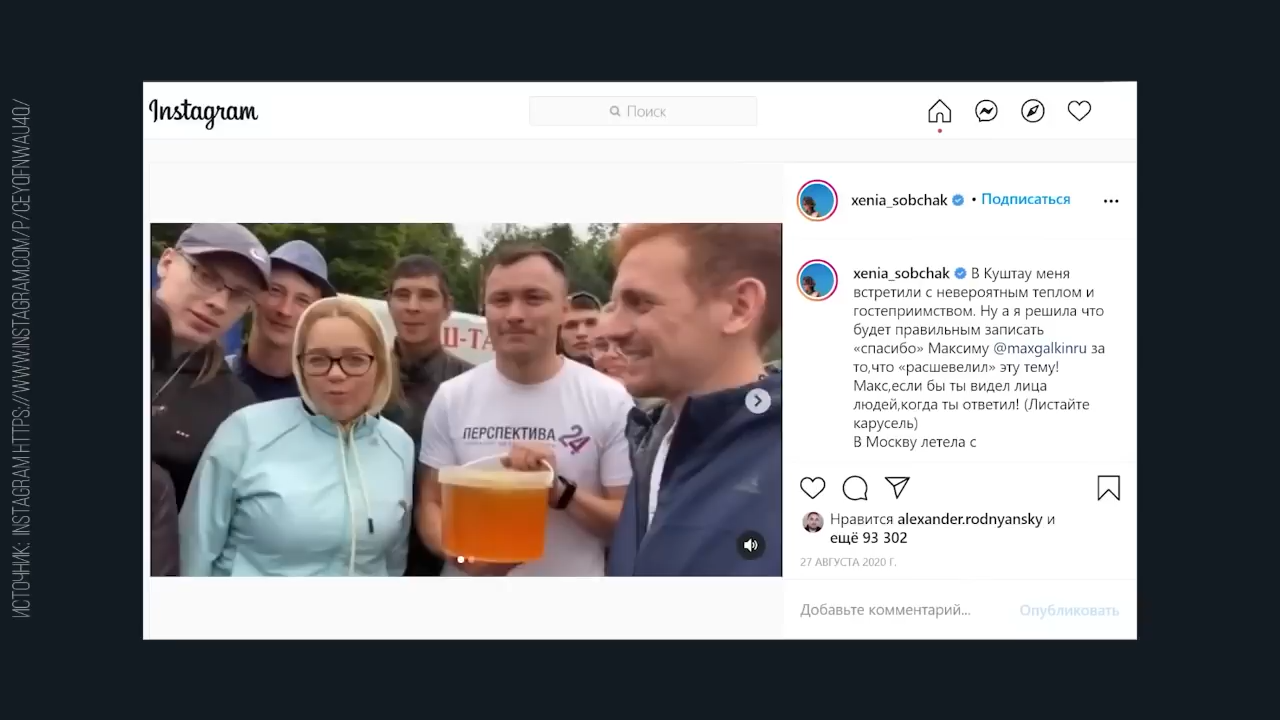 ИСТОЧНИК: INSTAGRAM HTTPS://WWW.INSTAGRAM.COM/P/CEYQFNWAU4Q/
Instagram
Поиск
xenia_sobchak • Подписаться
xenia_sobchak В Куштау меня
встретили с невероятным теплом и
гостеприимством. Ну а я решила что
будет правильным записать
«спасибо» Максиму @maxgalkinru за
то,что «расшевелил» эту тему!
Макс,если бы ты видел лица
людей,когда ты ответил! (Листайте
карусель)
В Москву летела с
Ш-ТА
ПЕРСПЕКТИВА 24
Нравится alexander.rodnyansky и
ещё 93 302
27 АВГУСТА 2020 Г.
Добавьте комментарий...
Опубликовать